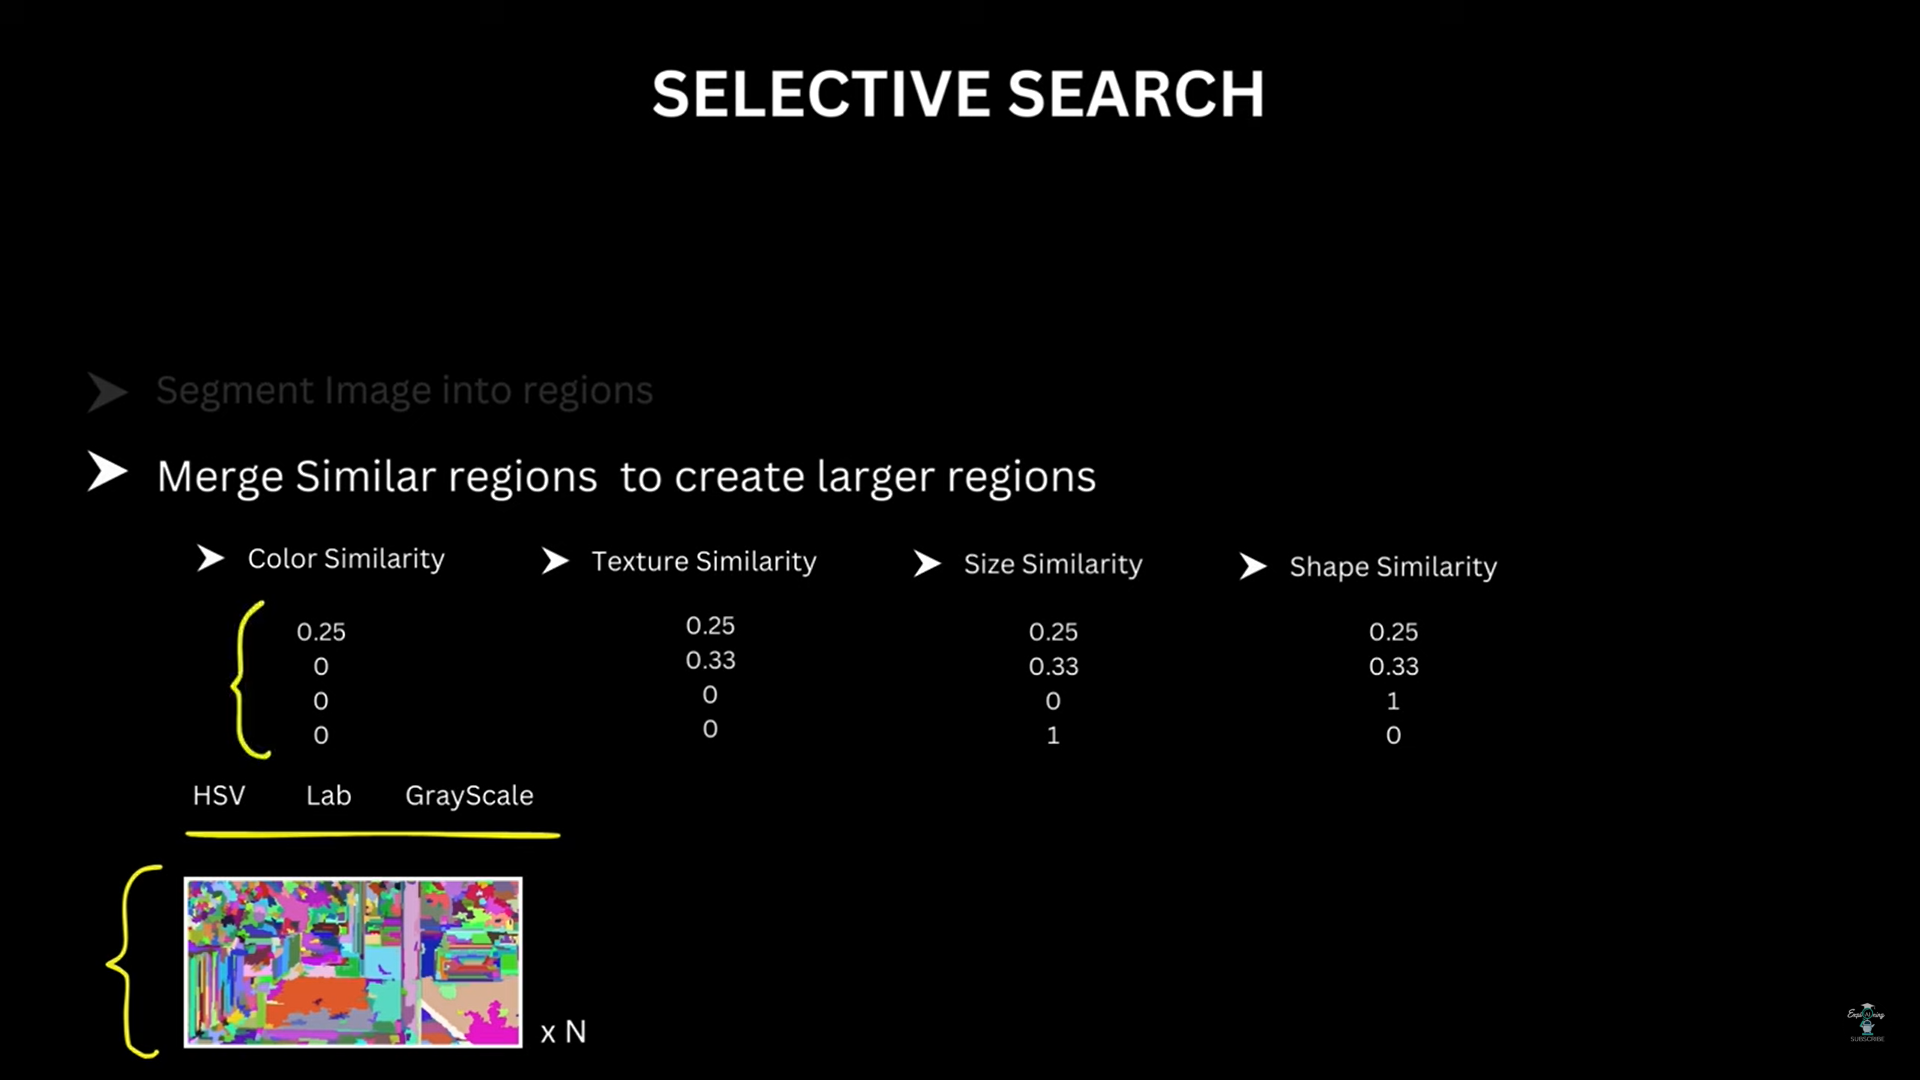 SELECTIVE SEARCH
Segment Image into regions
Merge Similar regions to create larger regions
Color Similarity Texture Similarity Size Similarity Shape Similarity
0.25 0.25 0.25 0.25
0 0.33 0.33 0.33
0 0 0 1
0 0 1 0
HSV Lab GrayScale
x N
SUBSCRIBE